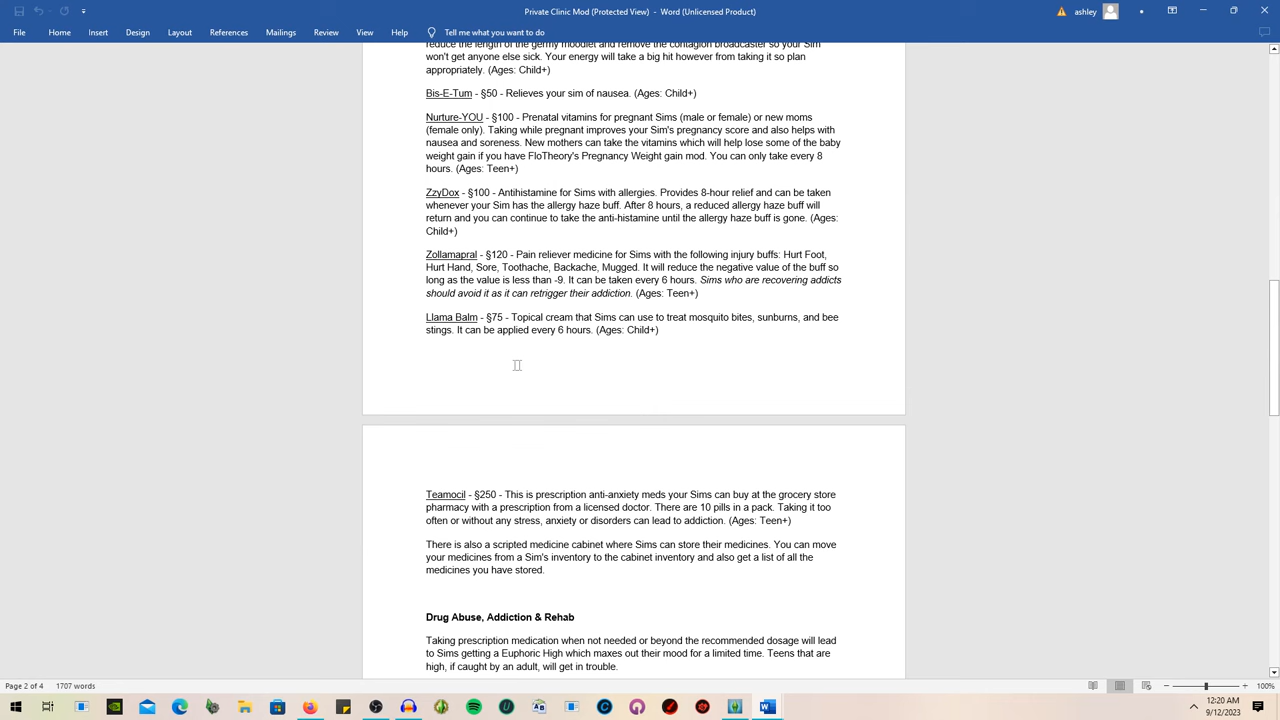 Private Clinic Mod (Protected View) - Word (Unlicensed Product)
ashley
File Home Insert Design Layout References Mailings Review View Help Tell me what you want to do
reduce the length of the germy moodlet and remove the contagion broadcaster so your Sim
won't get anyone else sick. Your energy will take a big hit however from taking it so plan
appropriately. (Ages: Child+)
Bis-E-Tum - §50 - Relieves your sim of nausea. (Ages: Child+)
Nurture-YOU - §100 - Prenatal vitamins for pregnant Sims (male or female) or new moms
(female only). Taking while pregnant improves your Sim's pregnancy score and also helps with
nausea and soreness. New mothers can take the vitamins which will help lose some of the baby
weight gain if you have FloTheory's Pregnancy Weight gain mod. You can only take every 8
hours. (Ages: Teen+)
ZzyDox - §100 - Antihistamine for Sims with allergies. Provides 8-hour relief and can be taken
whenever your Sim has the allergy haze buff. After 8 hours, a reduced allergy haze buff will
return and you can continue to take the anti-histamine until the allergy haze buff is gone. (Ages:
Child+)
Zollamapral - §120 - Pain reliever medicine for Sims with the following injury buffs: Hurt Foot,
Hurt Hand, Sore, Toothache, Backache, Mugged. It will reduce the negative value of the buff so
long as the value is less than -9. It can be taken every 6 hours. Sims who are recovering addicts
should avoid it as it can retrigger their addiction. (Ages: Teen+)
Llama Balm - §75 - Topical cream that Sims can use to treat mosquito bites, sunburns, and bee
stings. It can be applied every 6 hours. (Ages: Child+)
Teamocil - §250 - This is prescription anti-anxiety meds your Sims can buy at the grocery store
pharmacy with a prescription from a licensed doctor. There are 10 pills in a pack. Taking it too
often or without any stress, anxiety or disorders can lead to addiction. (Ages: Teen+)
There is also a scripted medicine cabinet where Sims can store their medicines. You can move
your medicines from a Sim's inventory to the cabinet inventory and also get a list of all the
medicines you have stored.
Drug Abuse, Addiction & Rehab
Taking prescription medication when not needed or beyond the recommended dosage will lead
to Sims getting a Euphoric High which maxes out their mood for a limited time. Teens that are
high, if caught by an adult, will get in trouble.
Page 2 of 4 1707 words
100%
12:20 AM
9/12/2023